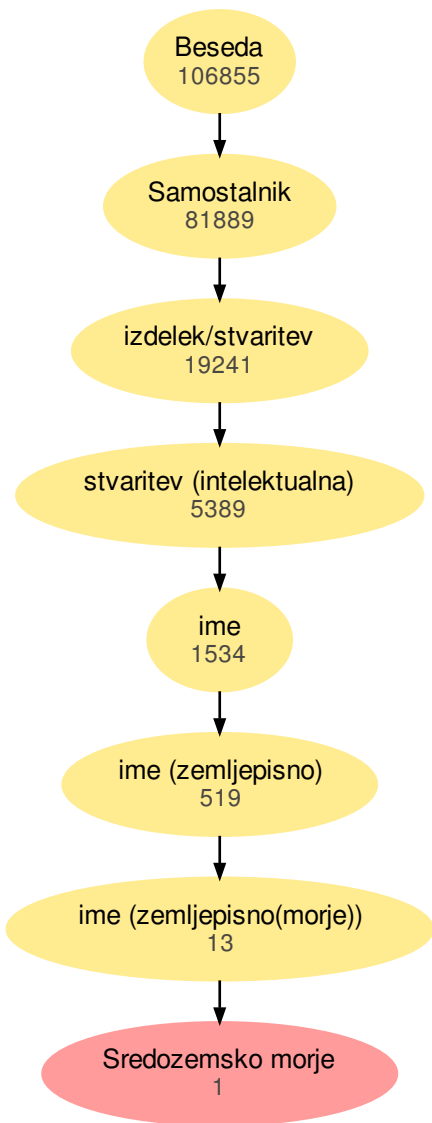 Beseda
106855
Samostalnik
81889
izdelek/stvaritev
19241
stvaritev (intelektualna)
5389
ime
1534
ime (zemljepisno)
519
ime (zemljepisno(morje))
13
Sredozemsko morje
1